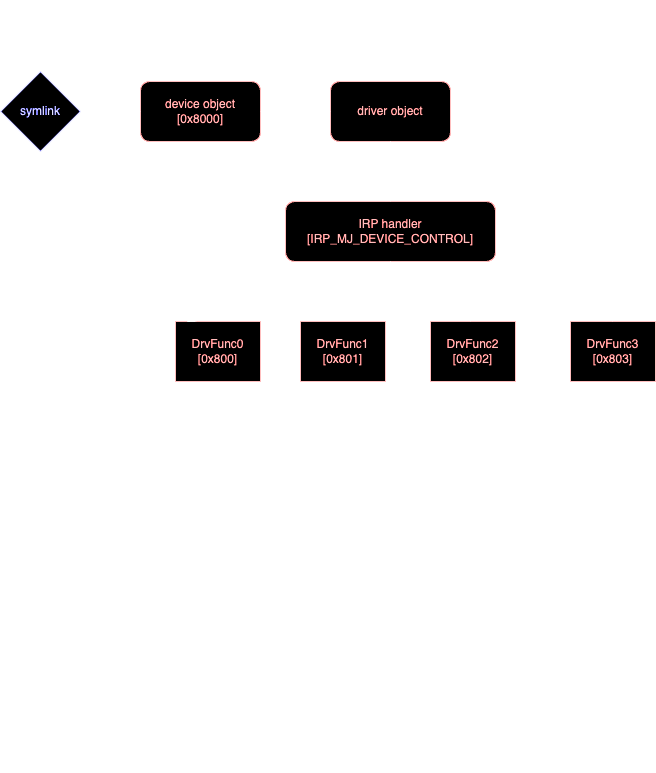 symlink
device object
[0x8000]
driver object
IRP handler
[IRP_MJ_DEVICE_CONTROL]
DrvFunc0
[0x800]
DrvFunc1
[0x801]
DrvFunc2
[0x802]
DrvFunc3
[0x803]